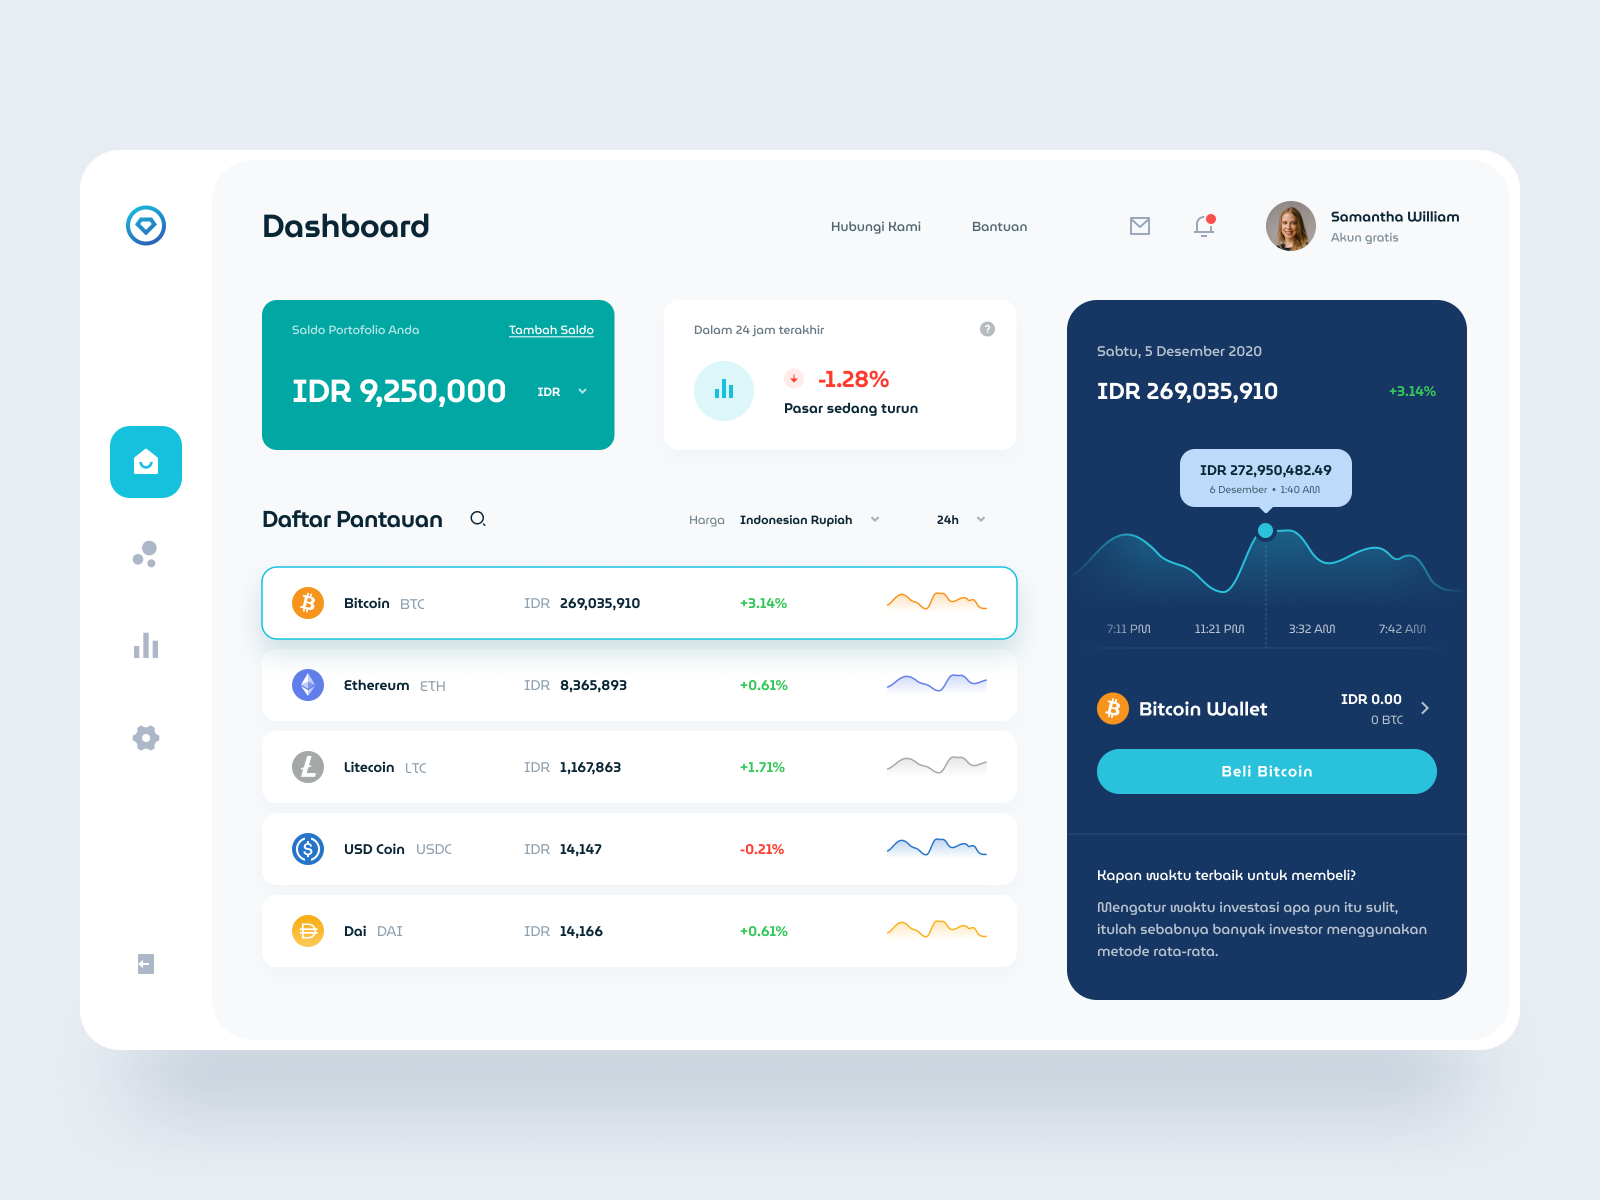 Dashboard
Hubungi Kami
Bantuan
Samantha William
Akun gratis
Saldo Portofolio Anda
Tambah Saldo
IDR 9,250,000
IDR
Dalam 24 jam terakhir
?
-1.28%
Pasar sedang turun
Daftar Pantauan
Harga Indonesian Rupiah
24h
Bitcoin BTC IDR 269,035,910 +3.14%
Ethereum ETH IDR 8,365,893 +0.61%
Litecoin LTC IDR 1,167,863 +1.71%
USD Coin USDC IDR 14,147 -0.21%
Dai DAI IDR 14,166 +0.61%
Sabtu, 5 Desember 2020
IDR 269,035,910 +3.14%
IDR 272,950,482.49
6 Desember • 1:40 AM
7:11 PM 11:21 PM 3:32 AM 7:42 AM
Bitcoin Wallet
IDR 0.00
0 BTC
Beli Bitcoin
Kapan waktu terbaik untuk membeli?
Mengatur waktu investasi apa pun itu sulit,
itulah sebabnya banyak investor menggunakan
metode rata-rata.